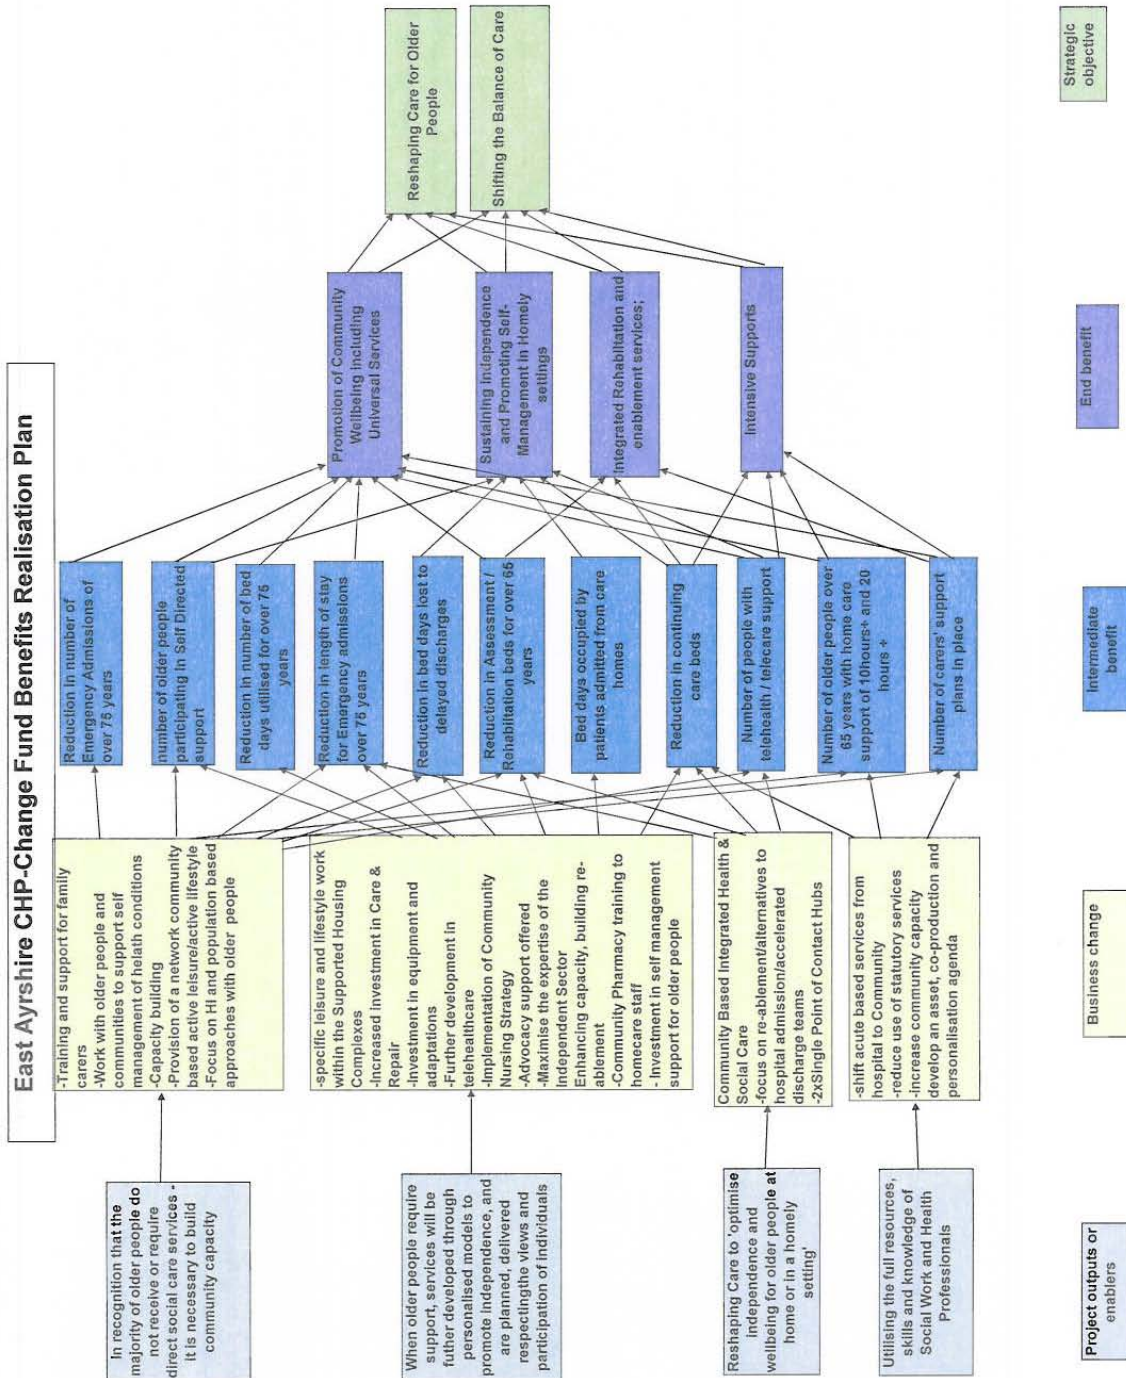 East Ayrshire CHP-Change Fund Benefits Realisation Plan
In recognition that the
majority of older people do
not receive or require
direct social care services -
it is necessary to build
community capacity
When older people require
support, services will be
futher developed through
personalised models to
promote independence, and
are planned, delivered
respectingthe views and
participation of individuals
Reshaping Care to 'optimise
independence and
wellbeing for older people at
home or in a homely
setting'
Utilising the full resources,
skills and knowledge of
Social Work and Health
Professionals
-Training and support for family
carers
-Work with older people and
communities to support self
management of helath conditions
-Capacity building
-Provision of a network community
based active leisure/active lifestyle
-Focus on HI and population based
approaches with older people
-specific leisure and lifestyle work
within the Supported Housing
Complexes
-Increased investment in Care &
Repair
-Investment in equipment and
adaptations
-Further development in
telehealthcare
-Implementation of Community
Nursing Strategy
-Advocacy support offered
-Maximise the expertise of the
Independent Sector
Enhancing capacity, building re-
ablement
-Community Pharmacy training to
homecare staff
- Investment in self management
support for older people
Community Based Integrated Health &
Social Care
-focus on re-ablement/alternatives to
hospital admission/accelerated
discharge teams
-2xSingle Point of Contact Hubs
-shift acute based services from
hospital to Community
-reduce use of statutory services
-increase community capacity
develop an asset, co-production and
personalisation agenda
Reduction in number of
Emergency Admissions of
over 75 years
number of older people
participating In Self Directed
support
Reduction in number of bed
days utilised for over 75
years
Reduction in length of stay
for Emergency admissions
over 75 years
Reduction in bed days lost to
delayed discharges
Reduction in Assessment /
Rehabilitation beds for over 65
years
Bed days occupied by
patients admitted from care
homes
Reduction in continuing
care beds
Number of people with
telehealth / telecare support
Number of older people over
65 years with home care
support of 10hours+ and 20
hours +
Number of carers' support
plans in place
Promotion of Community
Wellbeing Including
Universal Services
Sustaining Independence
and Promoting Self-
Management in Homely
settings
Integrated Rehabilitation and
enablement services;
Intensive Supports
Reshaping Care for Older
People
Shifting the Balance of Care
Project outputs or
enablers
Business change
Intermediate
benefit
End benefit
Strategic
objective